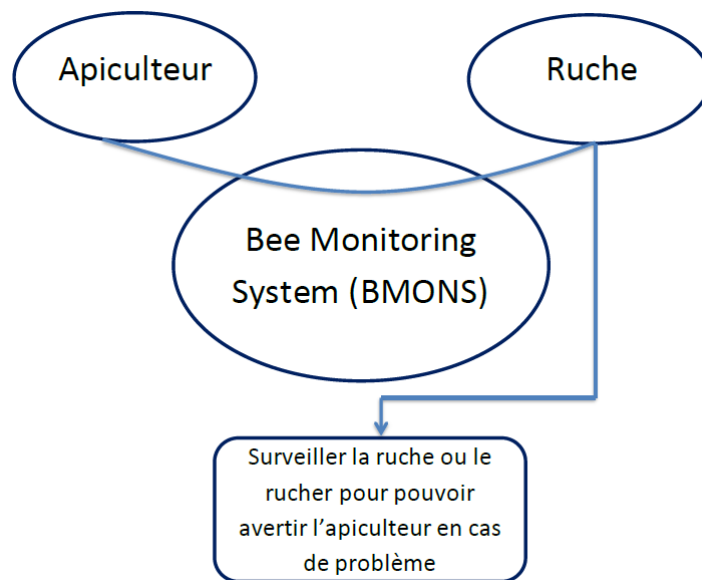 Apiculteur
Ruche
Bee Monitoring
System (BMONS)
Surveiller la ruche ou le
rucher pour pouvoir
avertir l’apiculteur en cas
de problème